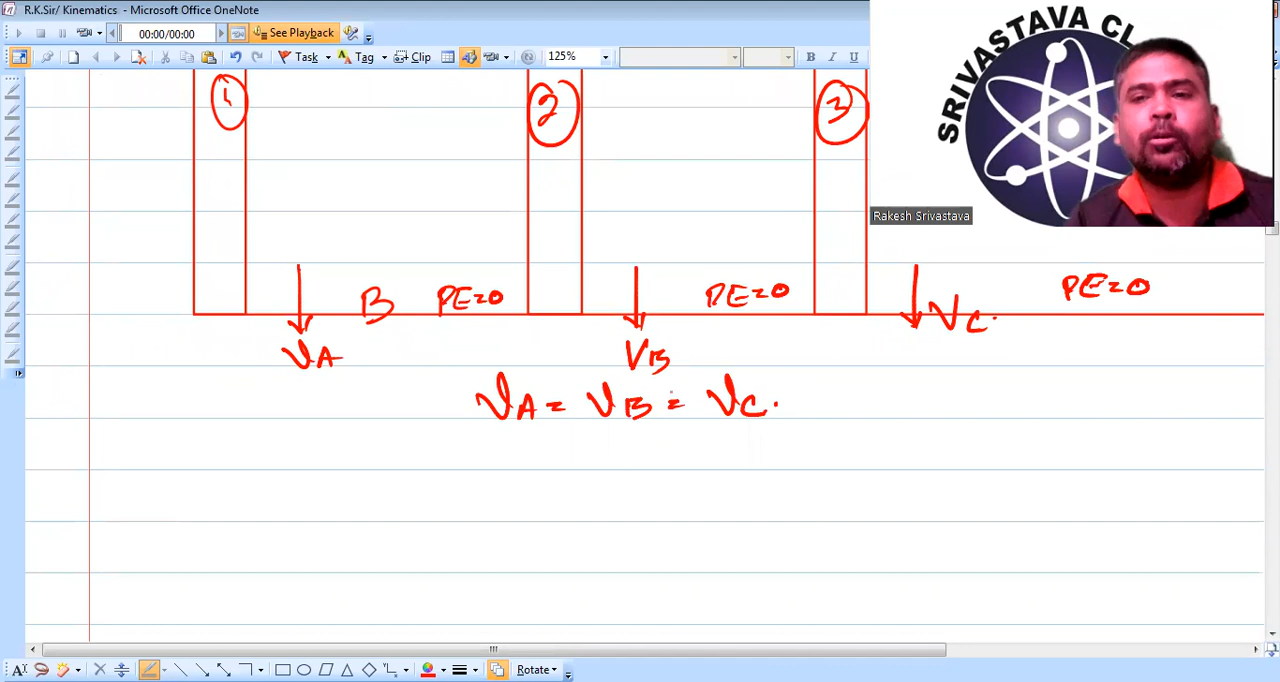 R.K.Sir/ Kinematics - Microsoft Office OneNote
00:00/00:00
See Playback
Task
Tag
Clip
125%
B I U
SRIVASTAVA CL
Rakesh Srivastava
1 2 3
B PE=0 PE=0 PE=0
VA VB VC.
VA = VB = VC.
Rotate